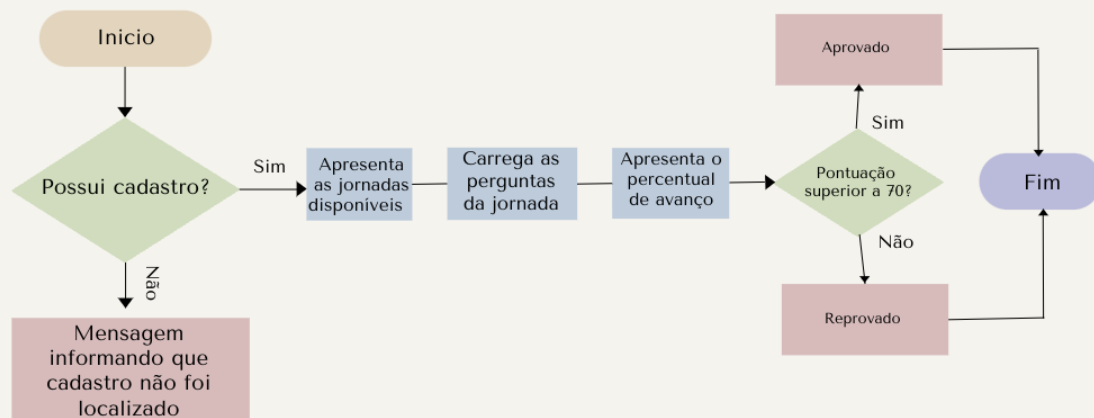 Inicio
Possui cadastro?
Não
Mensagem
informando que
cadastro não foi
localizado
Sim
Apresenta
as jornadas
disponíveis
Carrega as
perguntas
da jornada
Apresenta o
percentual
de avanço
Pontuação
superior a 70?
Sim
Aprovado
Não
Reprovado
Fim